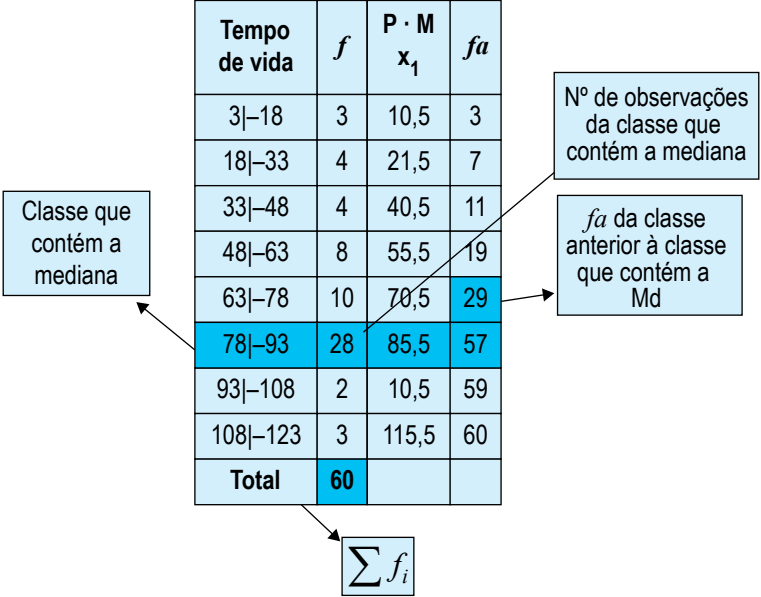 Tempo
de vida
f
P · M
x1
fa
3|–18 3 10,5 3
18|–33 4 21,5 7
33|–48 4 40,5 11
48|–63 8 55,5 19
63|–78 10 70,5 29
78|–93 28 85,5 57
93|–108 2 10,5 59
108|–123 3 115,5 60
Total 60
Classe que
contém a
mediana
Nº de observações
da classe que
contém a mediana
fa da classe
anterior à classe
que contém a
Md
∑ fi